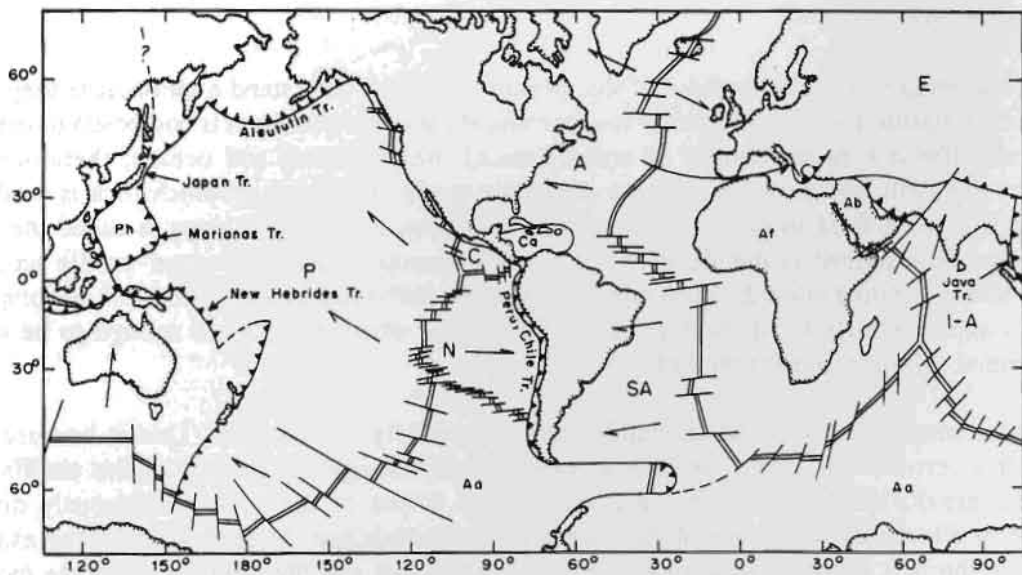 60°
?
Aleutuin Tr.
E
A
30°
Japan Tr.
Ab
Ph
Marianas Tr.
Ca
Af
C
0°
P
New Hebrides Tr.
Java
Tr.
Peru, Chile Tr.
I-A
N
30°
SA
60°
Aa
Aa
120° 150° 180° 150° 120° 90° 60° 30° 0° 30° 60° 90°